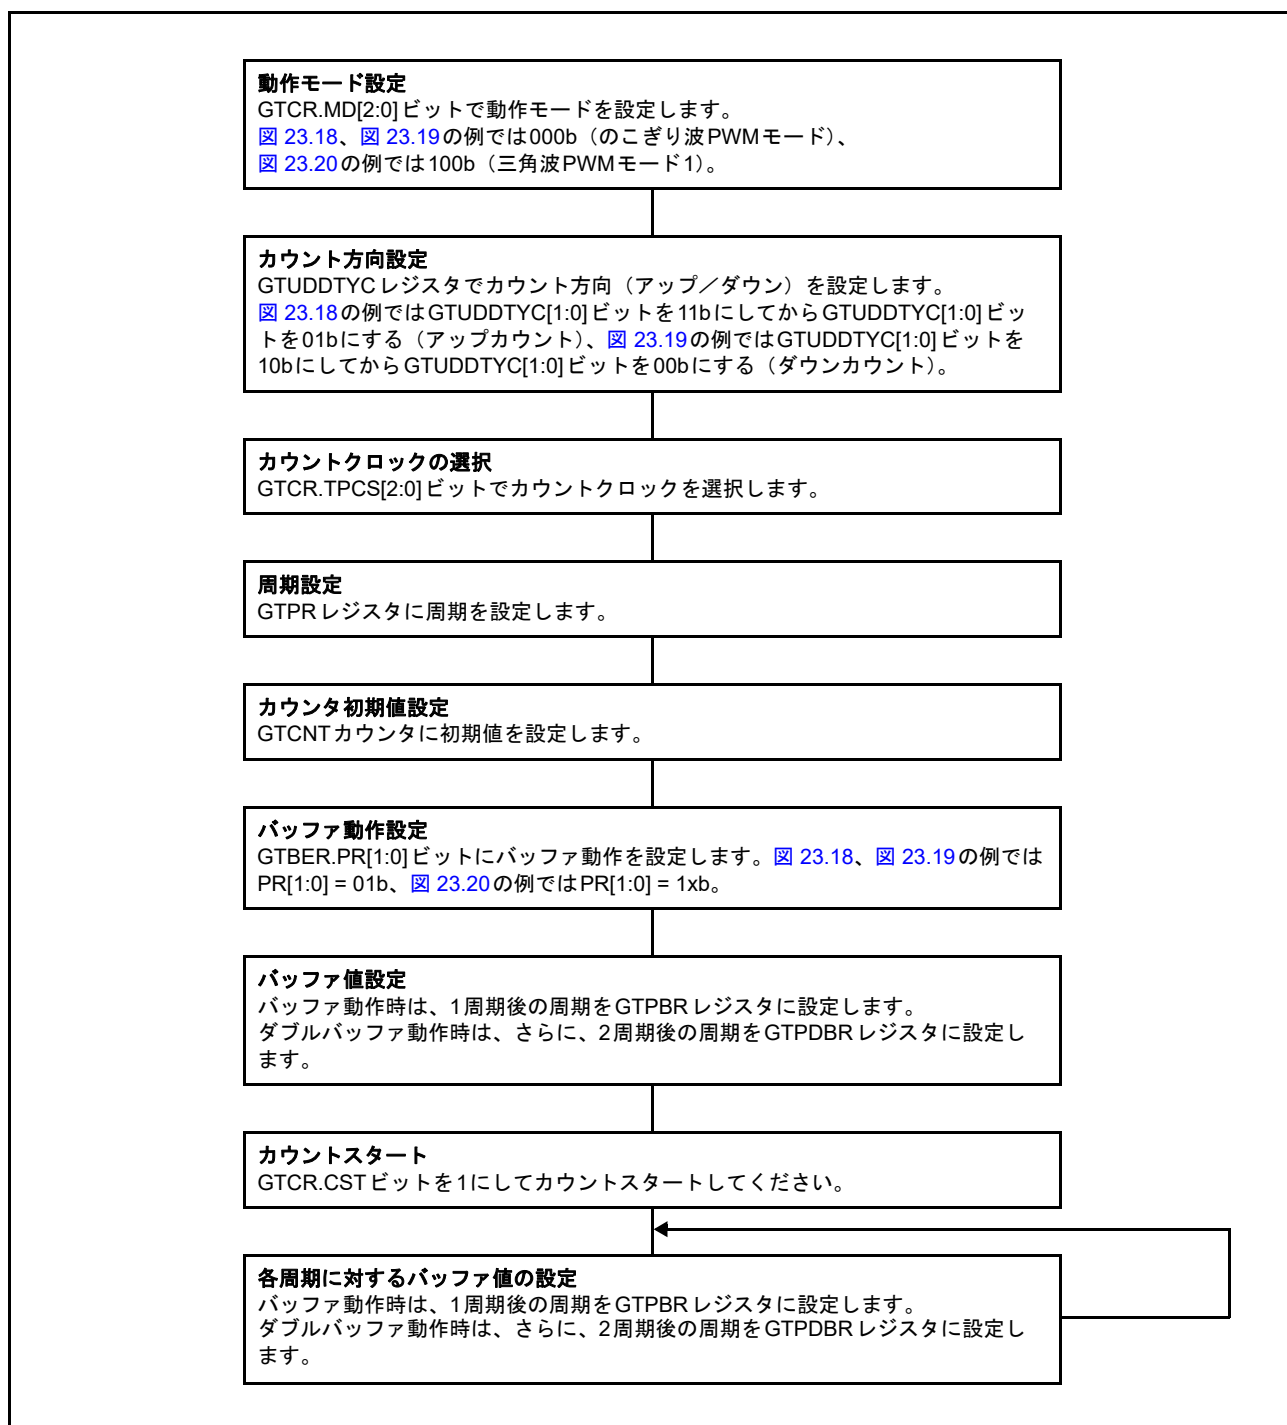 動作モード設定
GTCR.MD[2:0]ビットで動作モードを設定します。
図 23.18、図 23.19の例では000b（のこぎり波PWMモード）、
図 23.20の例では100b（三角波PWMモード1）。
カウント方向設定
GTUDDTYCレジスタでカウント方向（アップ／ダウン）を設定します。
図 23.18の例ではGTUDDTYC[1:0]ビットを11bにしてからGTUDDTYC[1:0]ビッ
トを01bにする（アップカウント）、図 23.19の例ではGTUDDTYC[1:0]ビットを
10bにしてからGTUDDTYC[1:0]ビットを00bにする（ダウンカウント）。
カウントクロックの選択
GTCR.TPCS[2:0]ビットでカウントクロックを選択します。
周期設定
GTPRレジスタに周期を設定します。
カウンタ初期値設定
GTCNTカウンタに初期値を設定します。
バッファ動作設定
GTBER.PR[1:0]ビットにバッファ動作を設定します。図 23.18、図 23.19の例では
PR[1:0] = 01b、図 23.20の例ではPR[1:0] = 1xb。
バッファ値設定
バッファ動作時は、1周期後の周期をGTPBRレジスタに設定します。
ダブルバッファ動作時は、さらに、2周期後の周期をGTPDBRレジスタに設定し
ます。
カウントスタート
GTCR.CSTビットを1にしてカウントスタートしてください。
各周期に対するバッファ値の設定
バッファ動作時は、1周期後の周期をGTPBRレジスタに設定します。
ダブルバッファ動作時は、さらに、2周期後の周期をGTPDBRレジスタに設定し
ます。